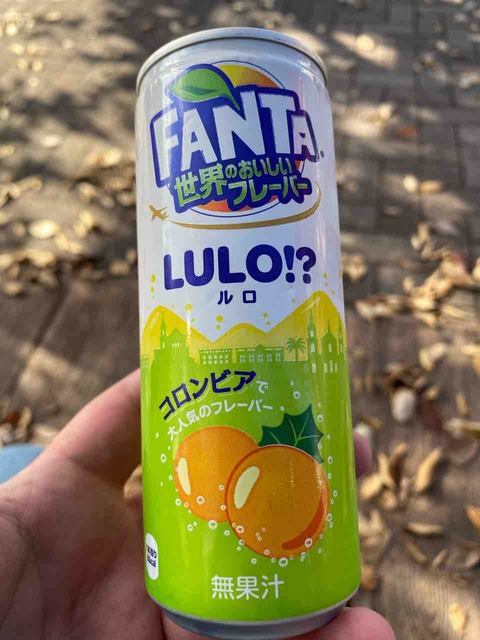 FANTA
世界のおいしい
フレーバー
LULO!?
ルロ
コロンビアで
大人気のフレーバー
無果汁